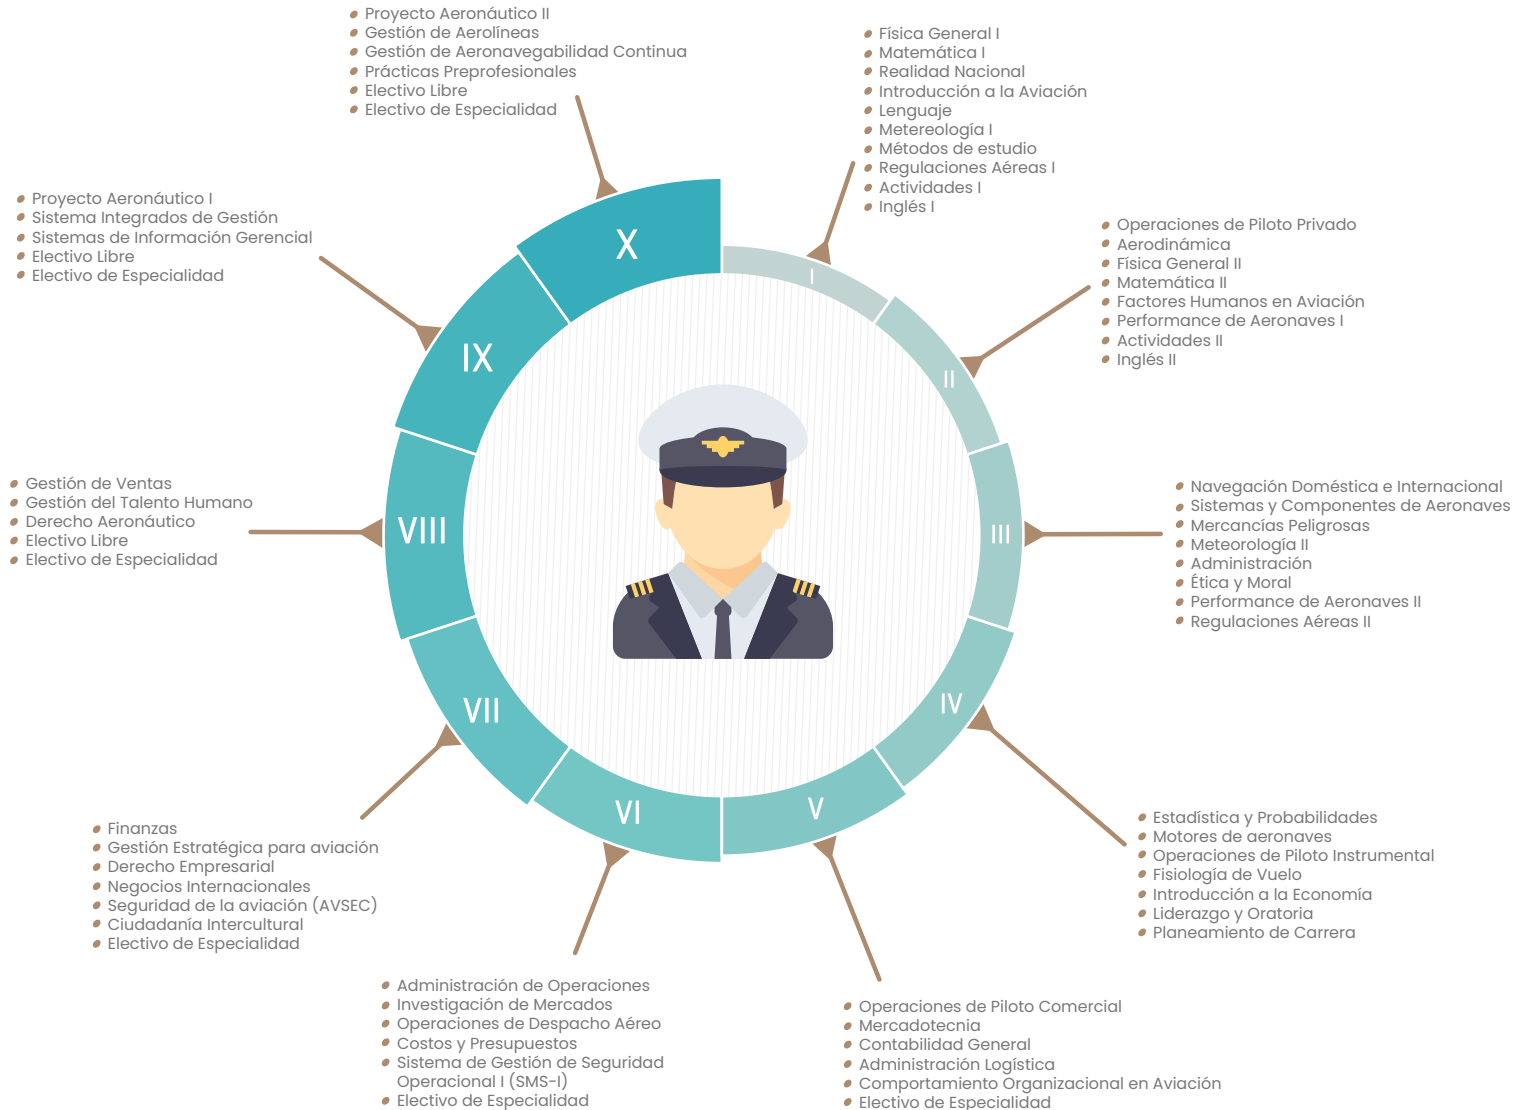 I
Física General I
Matemática I
Realidad Nacional
Introducción a la Aviación
Lenguaje
Metereología I
Métodos de estudio
Regulaciones Aéreas I
Actividades I
Inglés I
II
Operaciones de Piloto Privado
Aerodinámica
Física General II
Matemática II
Factores Humanos en Aviación
Performance de Aeronaves I
Actividades II
Inglés II
III
Navegación Doméstica e Internacional
Sistemas y Componentes de Aeronaves
Mercancías Peligrosas
Meteorología II
Administración
Ética y Moral
Performance de Aeronaves II
Regulaciones Aéreas II
IV
Estadística y Probabilidades
Motores de aeronaves
Operaciones de Piloto Instrumental
Fisiología de Vuelo
Introducción a la Economía
Liderazgo y Oratoria
Planeamiento de Carrera
V
Operaciones de Piloto Comercial
Mercadotecnia
Contabilidad General
Administración Logística
Comportamiento Organizacional en Aviación
Electivo de Especialidad
VI
Administración de Operaciones
Investigación de Mercados
Operaciones de Despacho Aéreo
Costos y Presupuestos
Sistema de Gestión de Seguridad
Operacional I (SMS-I)
Electivo de Especialidad
VII
Finanzas
Gestión Estratégica para aviación
Derecho Empresarial
Negocios Internacionales
Seguridad de la aviación (AVSEC)
Ciudadanía Intercultural
Electivo de Especialidad
VIII
Gestión de Ventas
Gestión del Talento Humano
Derecho Aeronáutico
Electivo Libre
Electivo de Especialidad
IX
Proyecto Aeronáutico I
Sistema Integrados de Gestión
Sistemas de Información Gerencial
Electivo Libre
Electivo de Especialidad
X
Proyecto Aeronáutico II
Gestión de Aerolíneas
Gestión de Aeronavegabilidad Continua
Prácticas Preprofesionales
Electivo Libre
Electivo de Especialidad